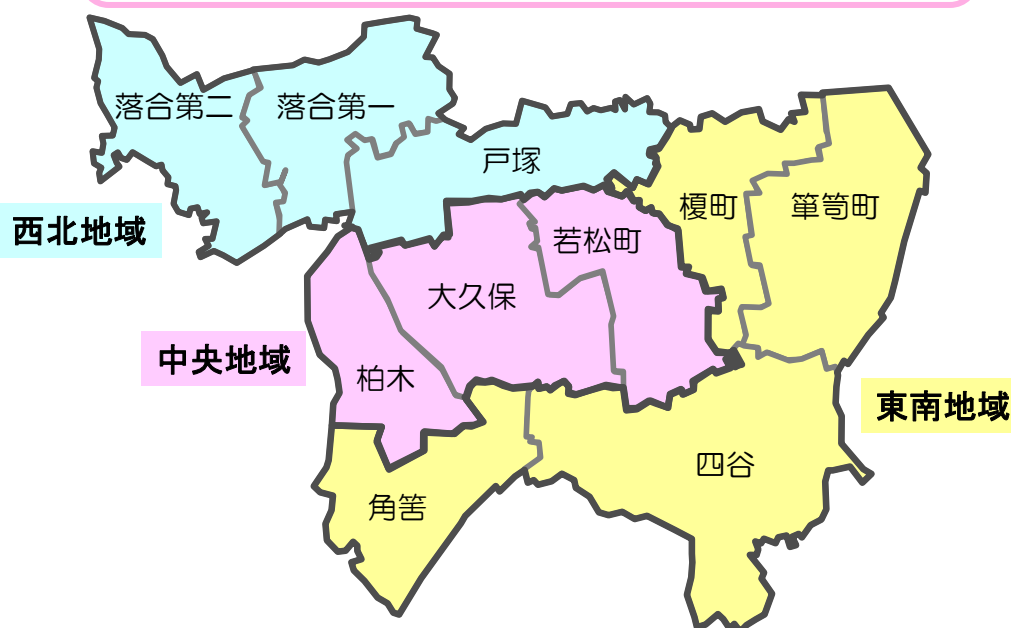 落合第二
落合第一
戸塚
榎町
箪笥町
西北地域
若松町
大久保
中央地域
柏木
東南地域
四谷
角筈